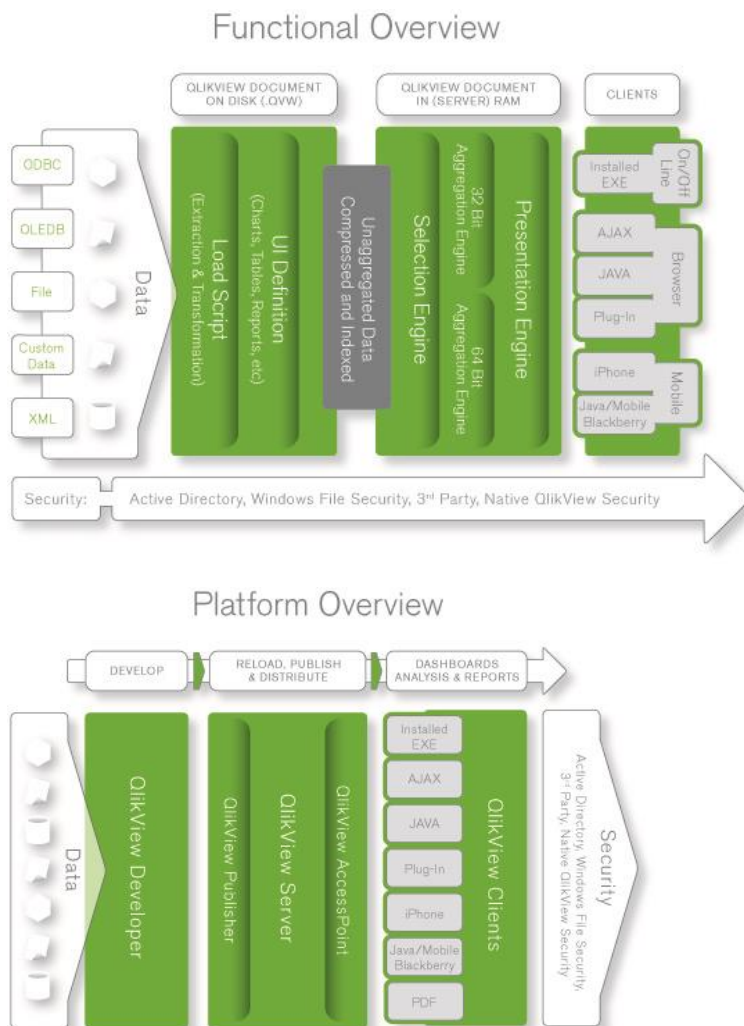 Functional Overview
QLIKVIEW DOCUMENT
ON DISK (.QVW)
QLIKVIEW DOCUMENT
IN (SERVER) RAM
CLIENTS
ODBC
OLEDB
File
Custom
Data
XML
Data
Load Script
(Extraction & Transformation)
UI Definition
(Charts, Tables, Reports, etc)
Unaggregated Data
Compressed and Indexed
Selection Engine
32 Bit
Aggregation Engine
64 Bit
Aggregation Engine
Presentation Engine
Installed
EXE
On/Off
Line
AJAX
JAVA
Plug-In
Browser
iPhone
Java/Mobile
Blackberry
Mobile
Security:
Active Directory, Windows File Security, 3rd Party, Native QlikView Security
Platform Overview
DEVELOP
RELOAD, PUBLISH
& DISTRIBUTE
DASHBOARDS
ANALYSIS & REPORTS
Data
QlikView Developer
QlikView Publisher
QlikView Server
QlikView AccessPoint
Installed
EXE
AJAX
JAVA
Plug-In
iPhone
Java/Mobile
Blackberry
PDF
QlikView Clients
Security
Active Directory, Windows File Security,
3rd Party, Native QlikView Security